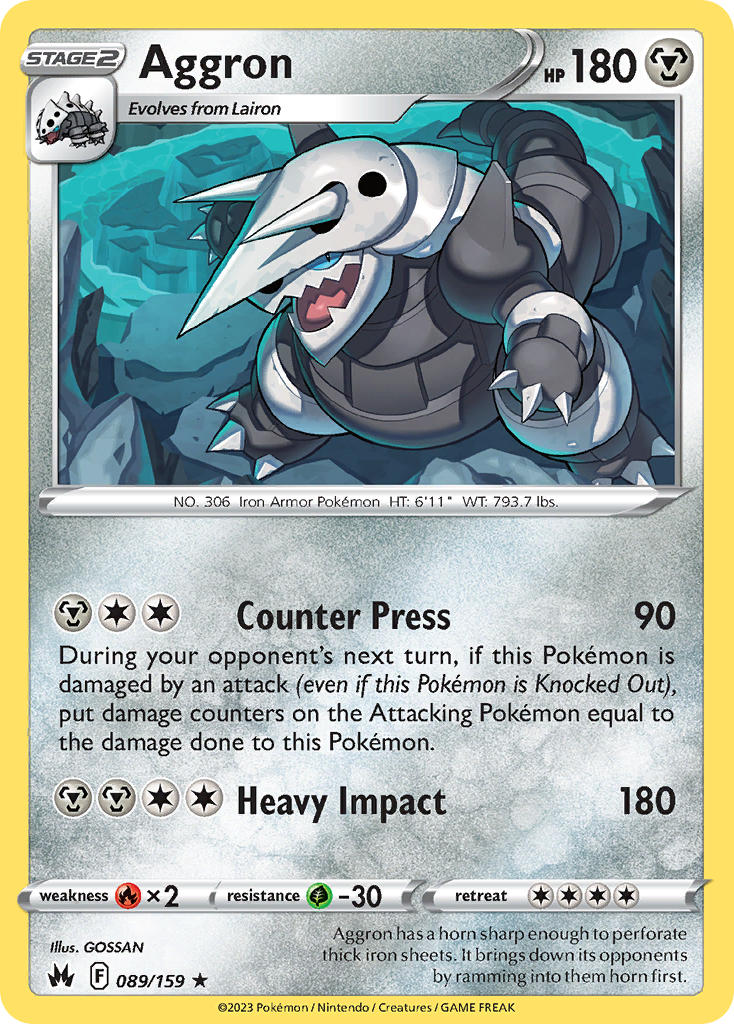 STAGE2 Aggron HP 180
Evolves from Lairon
NO. 306 Iron Armor Pokémon HT: 6'11" WT: 793.7 lbs.
Counter Press 90
During your opponent's next turn, if this Pokémon is
damaged by an attack (even if this Pokémon is Knocked Out),
put damage counters on the Attacking Pokémon equal to
the damage done to this Pokémon.
Heavy Impact 180
weakness ×2 resistance -30 retreat
Aggron has a horn sharp enough to perforate
thick iron sheets. It brings down its opponents
by ramming into them horn first.
Illus. GOSSAN
F 089/159 ★
©2023 Pokémon / Nintendo / Creatures / GAME FREAK